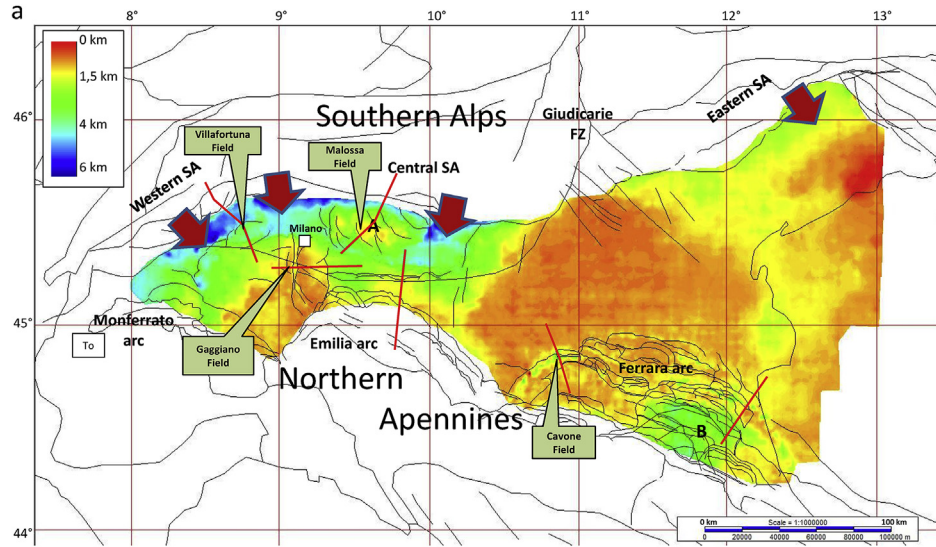 a
8°
9°
10°
11°
12°
13°
0 km
1,5 km
4 km
6 km
46°
45°
44°
Southern Alps
Giudicarie
FZ
Eastern SA
Villafortuna
Field
Malossa
Field
Central SA
Western SA
A
Milano
Monferrato
arc
To
Gaggiano
Field
Emilia arc
Northern
Apennines
Ferrara arc
B
Cavone
Field
0 km
Scale = 1:1000000
100 km
0
20000
40000
60000
80000
100000 m